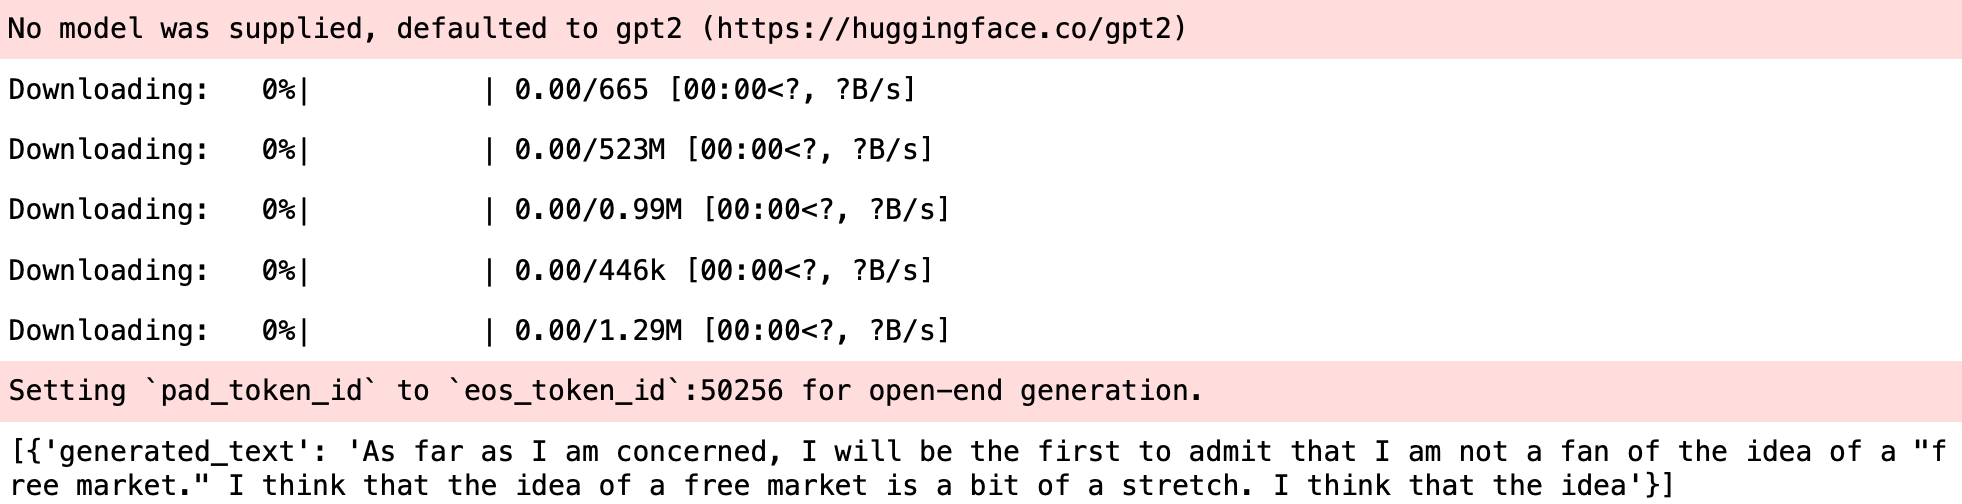 No model was supplied, defaulted to gpt2 (https://huggingface.co/gpt2)
Downloading:   0%|          | 0.00/665 [00:00<?, ?B/s]
Downloading:   0%|          | 0.00/523M [00:00<?, ?B/s]
Downloading:   0%|          | 0.00/0.99M [00:00<?, ?B/s]
Downloading:   0%|          | 0.00/446k [00:00<?, ?B/s]
Downloading:   0%|          | 0.00/1.29M [00:00<?, ?B/s]
Setting `pad_token_id` to `eos_token_id`:50256 for open-end generation.
[{'generated_text': 'As far as I am concerned, I will be the first to admit that I am not a fan of the idea of a "f
ree market." I think that the idea of a free market is a bit of a stretch. I think that the idea'}]